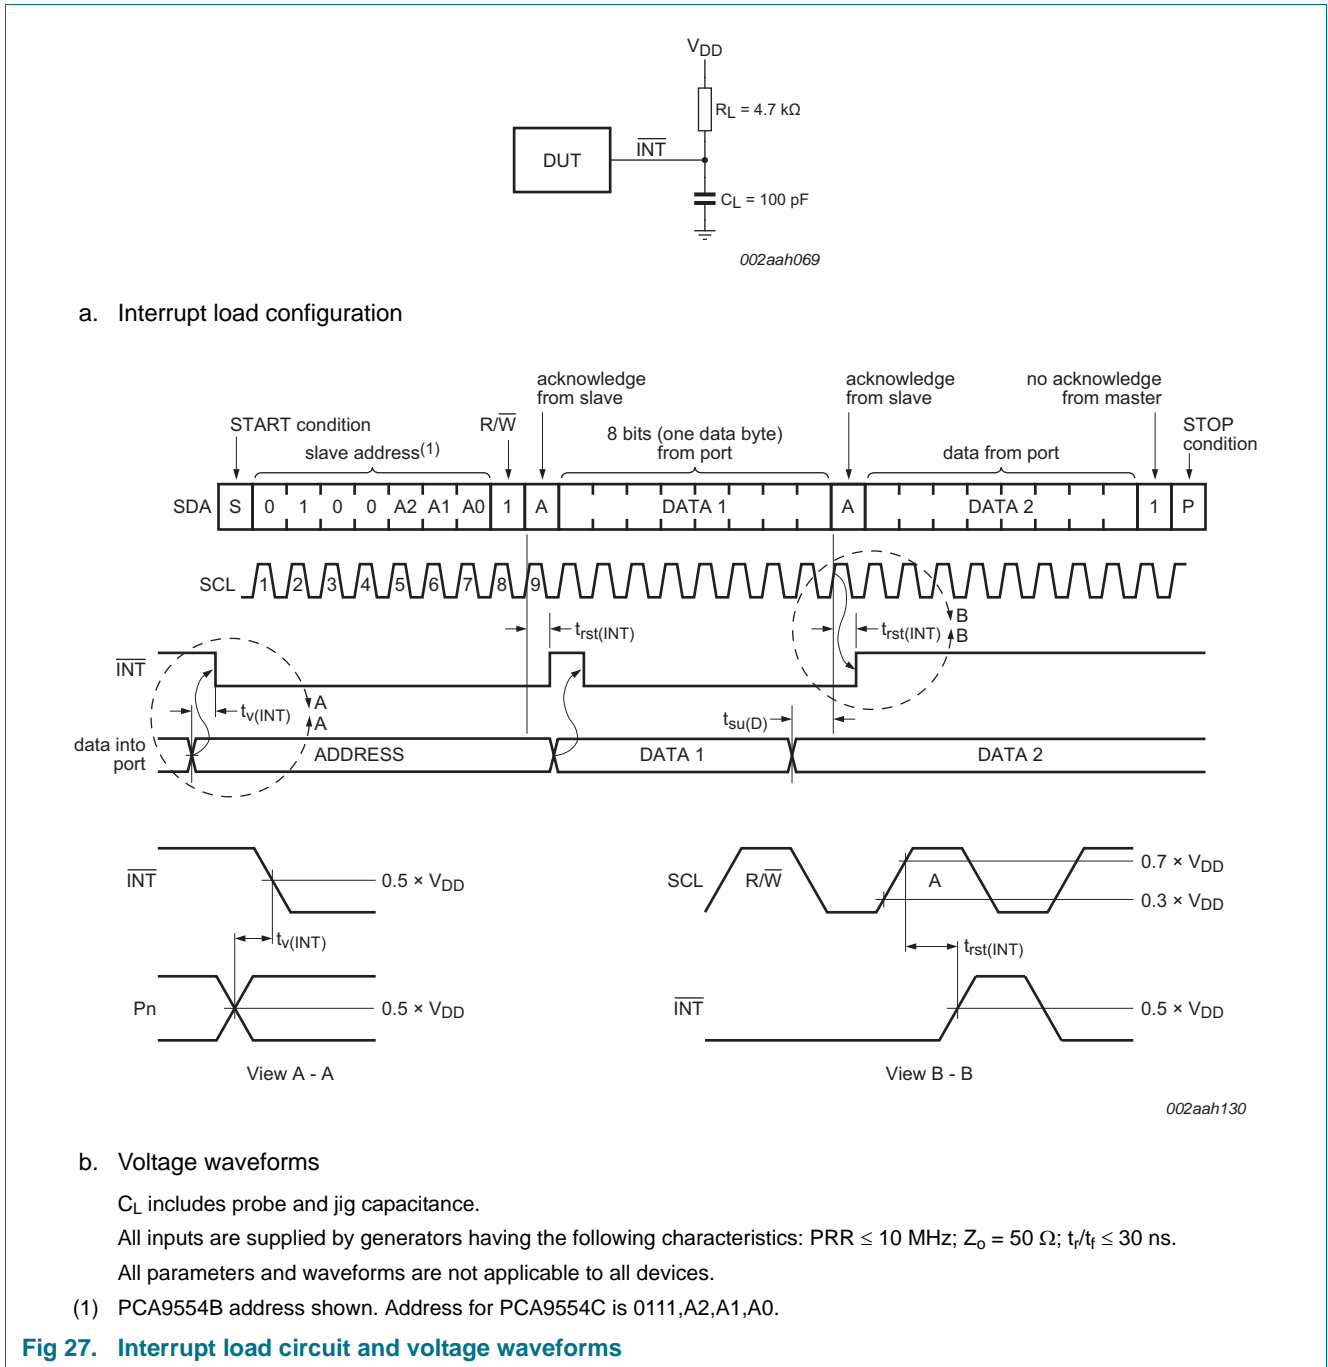 VDD
RL = 4.7 kΩ
DUT
INT
CL = 100 pF
002aah069
a. Interrupt load configuration
acknowledge
from slave
acknowledge
from slave
no acknowledge
from master
START condition
R/W
8 bits (one data byte)
from port
STOP
condition
slave address(1)
data from port
SDA S 0 1 0 0 A2 A1 A0 1 A DATA 1 A DATA 2 1 P
SCL 1 2 3 4 5 6 7 8 9
trst(INT)
trst(INT)
B
B
INT
tv(INT)
A
A
tsu(D)
data into
port
ADDRESS
DATA 1
DATA 2
INT
0.5 × VDD
tv(INT)
Pn
0.5 × VDD
View A - A
SCL
R/W
A
0.7 × VDD
0.3 × VDD
trst(INT)
INT
0.5 × VDD
View B - B
002aah130
b. Voltage waveforms
CL includes probe and jig capacitance.
All inputs are supplied by generators having the following characteristics: PRR ≤ 10 MHz; Zo = 50 Ω; tr/tf ≤ 30 ns.
All parameters and waveforms are not applicable to all devices.
(1) PCA9554B address shown. Address for PCA9554C is 0111,A2,A1,A0.
Fig 27. Interrupt load circuit and voltage waveforms